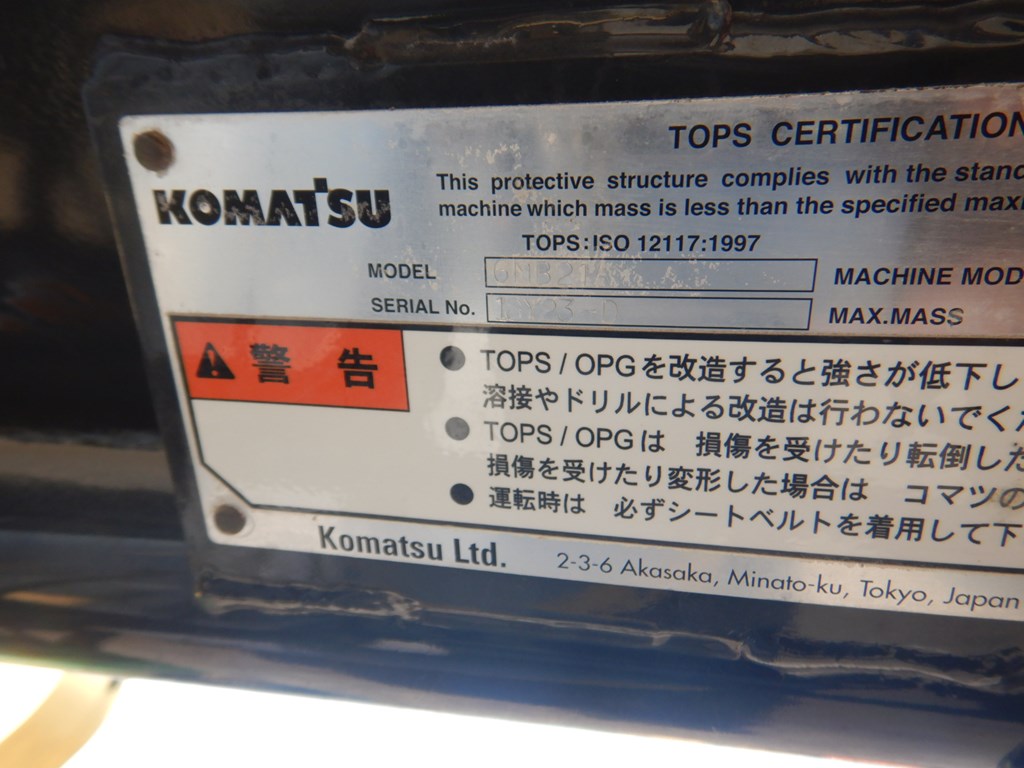 TOPS CERTIFICATION
KOMATSU
This protective structure complies with the stand
machine which mass is less than the specified maxi
TOPS:ISO 12117:1997
MODEL
MACHINE MOD
SERIAL No.
MAX.MASS
警告
● TOPS / OPGを改造すると強さが低下し
溶接やドリルによる改造は行わないでくだ
● TOPS / OPGは 損傷を受けたり転倒した
損傷を受けたり変形した場合は コマツの
● 運転時は 必ずシートベルトを着用して下
Komatsu Ltd. 2-3-6 Akasaka, Minato-ku, Tokyo, Japan